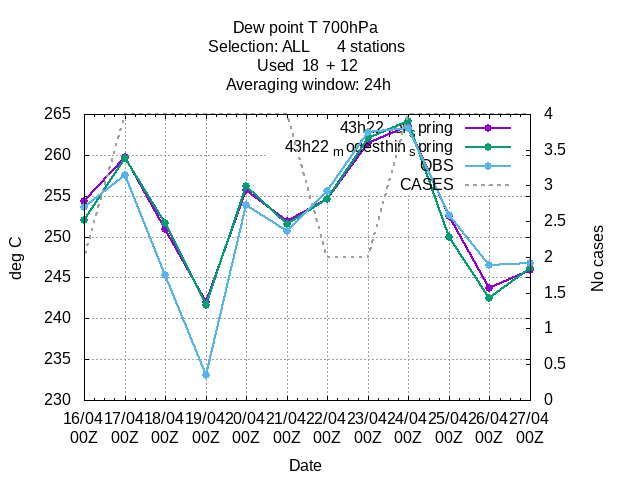 Dew point T 700hPa
Selection: ALL 4 stations
Used 18 + 12
Averaging window: 24h
265
260
255
250
245
240
235
230
4
3.5
3
2.5
2
1.5
1
0.5
0
deg C
No cases
43h22 pring
43h22 modesthin spring
OBS
CASES
16/04 17/04 18/04 19/04 20/04 21/04 22/04 23/04 24/04 25/04 26/04 27/04
00Z 00Z 00Z 00Z 00Z 00Z 00Z 00Z 00Z 00Z 00Z 00Z
Date